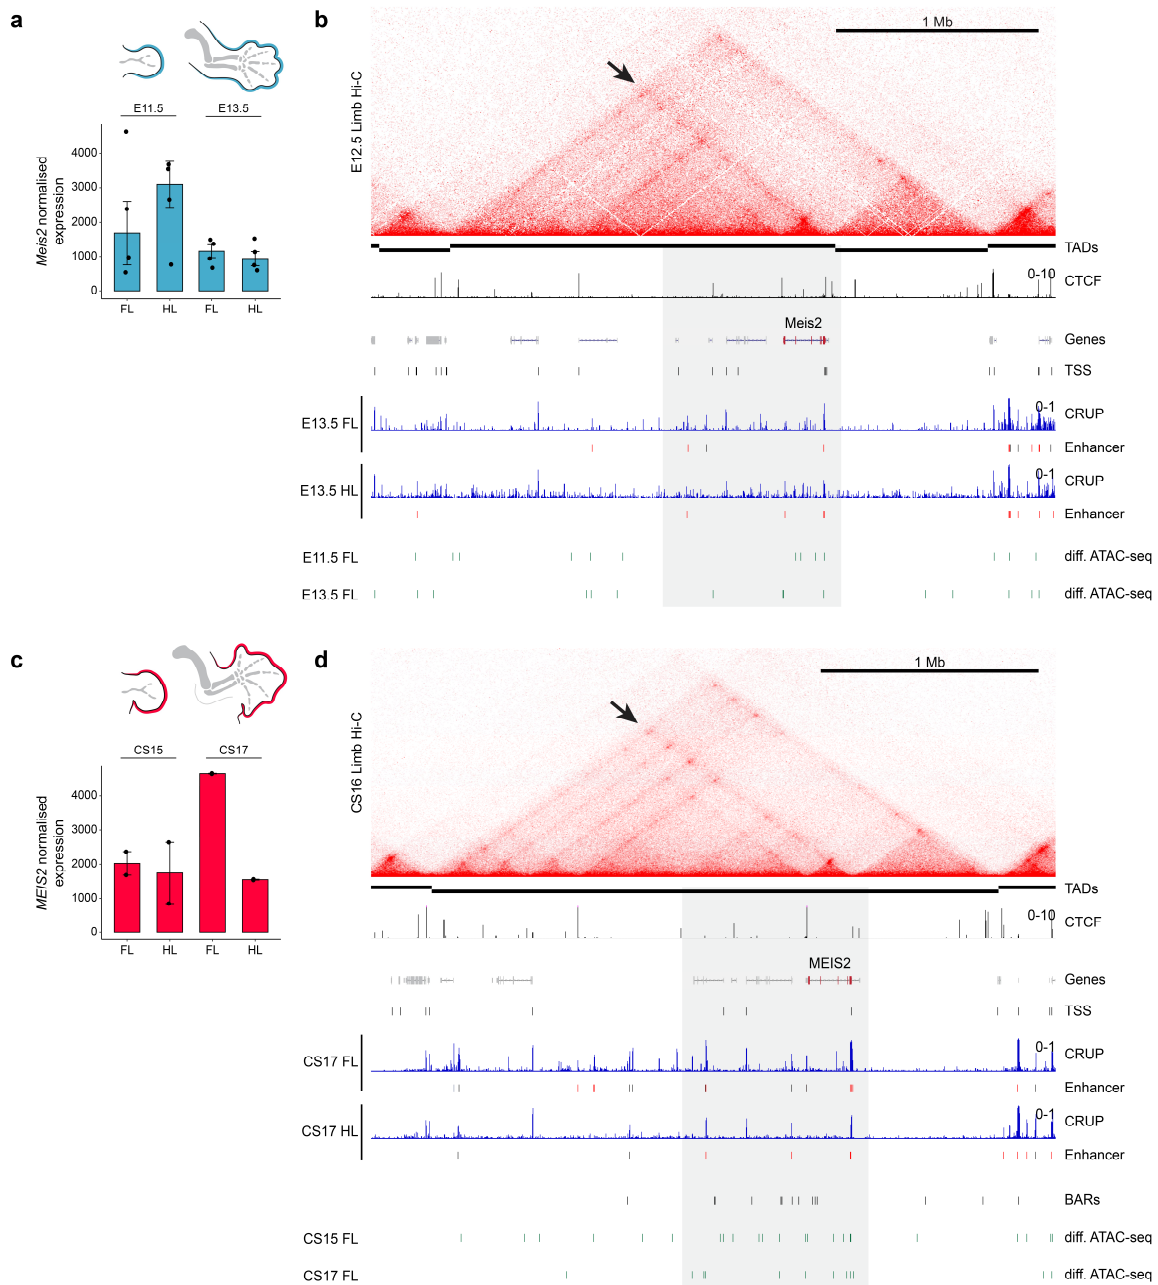 a
E11.5 E13.5
Meis2 normalised
expression
4000
3000
2000
1000
0
FL HL FL HL
b
1 Mb
E12.5 Limb Hi-C
TADs
0-10
CTCF
Meis2
Genes
TSS
E13.5 FL
0-1
CRUP
Enhancer
E13.5 HL
0-1
CRUP
Enhancer
E11.5 FL
diff. ATAC-seq
E13.5 FL
diff. ATAC-seq
c
CS15 CS17
MEIS2 normalised
expression
4000
3000
2000
1000
0
FL HL FL HL
d
1 Mb
CS16 Limb Hi-C
TADs
0-10
CTCF
MEIS2
Genes
TSS
CS17 FL
0-1
CRUP
Enhancer
CS17 HL
0-1
CRUP
Enhancer
BARs
CS15 FL
diff. ATAC-seq
CS17 FL
diff. ATAC-seq